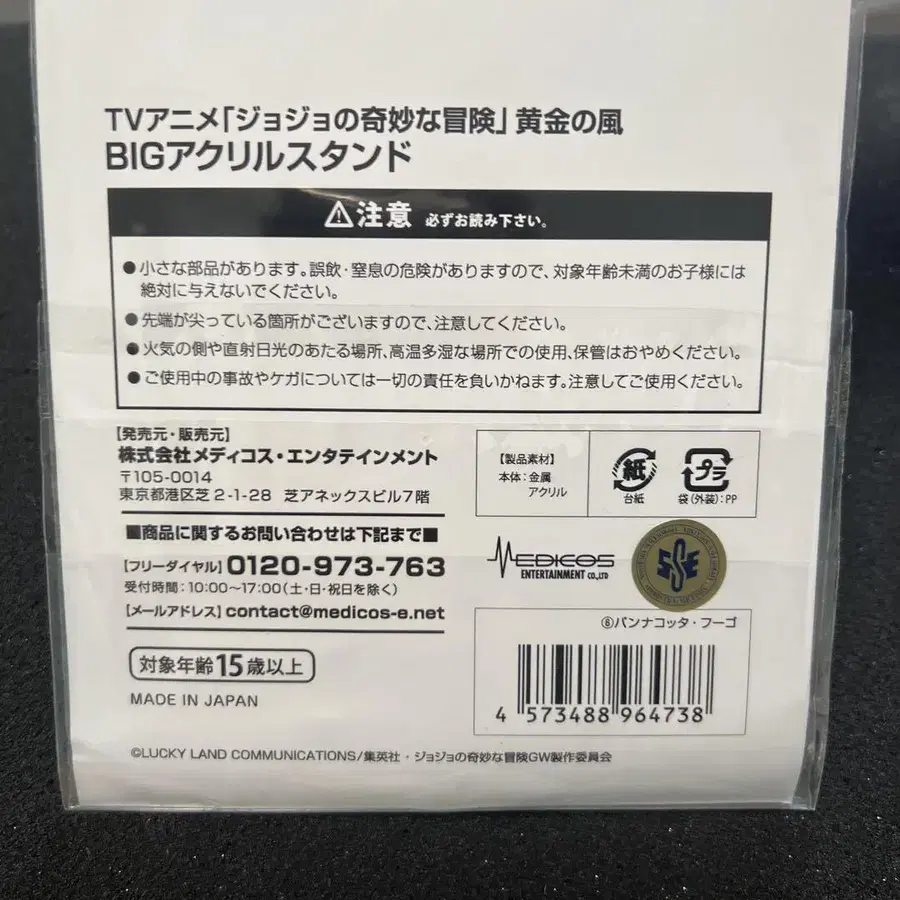 TVアニメ「ジョジョの奇妙な冒険」黄金の風
BIGアクリルスタンド
注意 必ずお読み下さい。
●小さな部品があります。誤飲・窒息の危険がありますので、対象年齢未満のお子様には
絶対に与えないでください。
●先端が尖っている箇所がございますので、注意してください。
●火気の側や直射日光のあたる場所、高温多湿な場所での使用、保管はおやめください。
●ご使用中の事故やケガについては一切の責任を負いかねます。注意してご使用ください。
【発売元・販売元】
株式会社メディコス・エンタテインメント
〒105-0014
東京都港区芝2-1-28 芝アネックスビル7階
■商品に関するお問い合わせは下記まで■
【フリーダイヤル】0120-973-763
受付時間:10:00〜17:00(土・日・祝日を除く)
【メールアドレス】contact@medicos-e.net
対象年齢15歳以上
MADE IN JAPAN
【製品素材】
本体:金属
アクリル
紙
台紙
プラ
袋(外装):PP
MEDICOS
ENTERTAINMENT CO.,LTD
⑥パンナコッタ・フーゴ
4 573488 964738
©LUCKY LAND COMMUNICATIONS/集英社・ジョジョの奇妙な冒険GW製作委員会